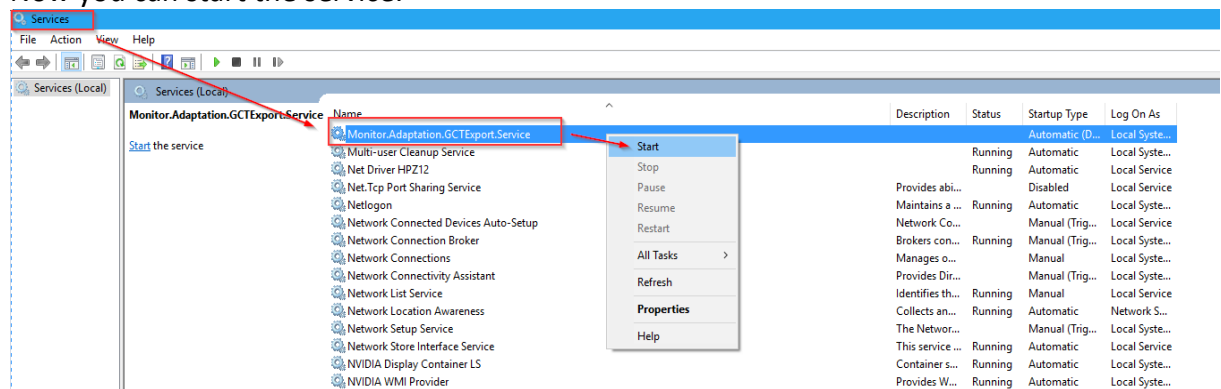 Now you can start the service.
Services
File Action View Help
Services (Local)
Services (Local)
Monitor.Adaptation.GCTExport.Service
Start the service
Name Description Status Startup Type Log On As
Monitor.Adaptation.GCTExport.Service Automatic (D... Local Syste...
Multi-user Cleanup Service Running Automatic Local Syste...
Net Driver HPZ12 Running Automatic Local Service
Net.Tcp Port Sharing Service Provides abi... Disabled Local Service
Netlogon Maintains a ... Running Automatic Local Syste...
Network Connected Devices Auto-Setup Network Co... Manual (Trig... Local Service
Network Connection Broker Brokers con... Running Manual (Trig... Local Syste...
Network Connections Manages o... Manual Local Syste...
Network Connectivity Assistant Provides Dir... Manual (Trig... Local Syste...
Network List Service Identifies th... Running Manual Local Service
Network Location Awareness Collects an... Running Automatic Network S...
Network Setup Service The Networ... Manual (Trig... Local Syste...
Network Store Interface Service This service ... Running Automatic Local Service
NVIDIA Display Container LS Container s... Running Automatic Local Syste...
NVIDIA WMI Provider Provides W... Running Automatic Local Syste...
Start
Stop
Pause
Resume
Restart
All Tasks >
Refresh
Properties
Help